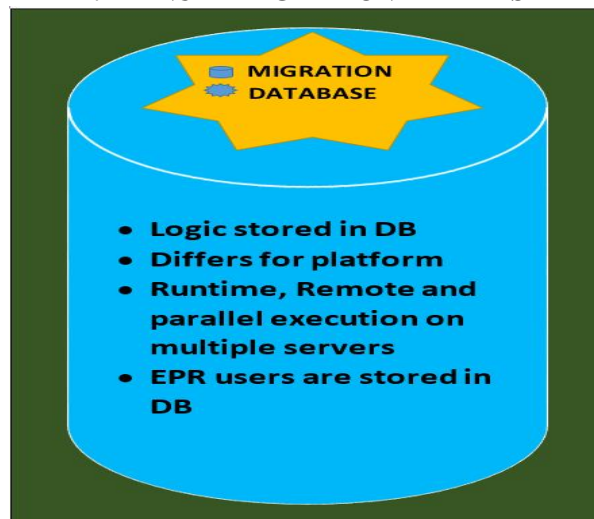 MIGRATION
DATABASE
● Logic stored in DB
● Differs for platform
● Runtime, Remote and
parallel execution on
multiple servers
● EPR users are stored in
DB